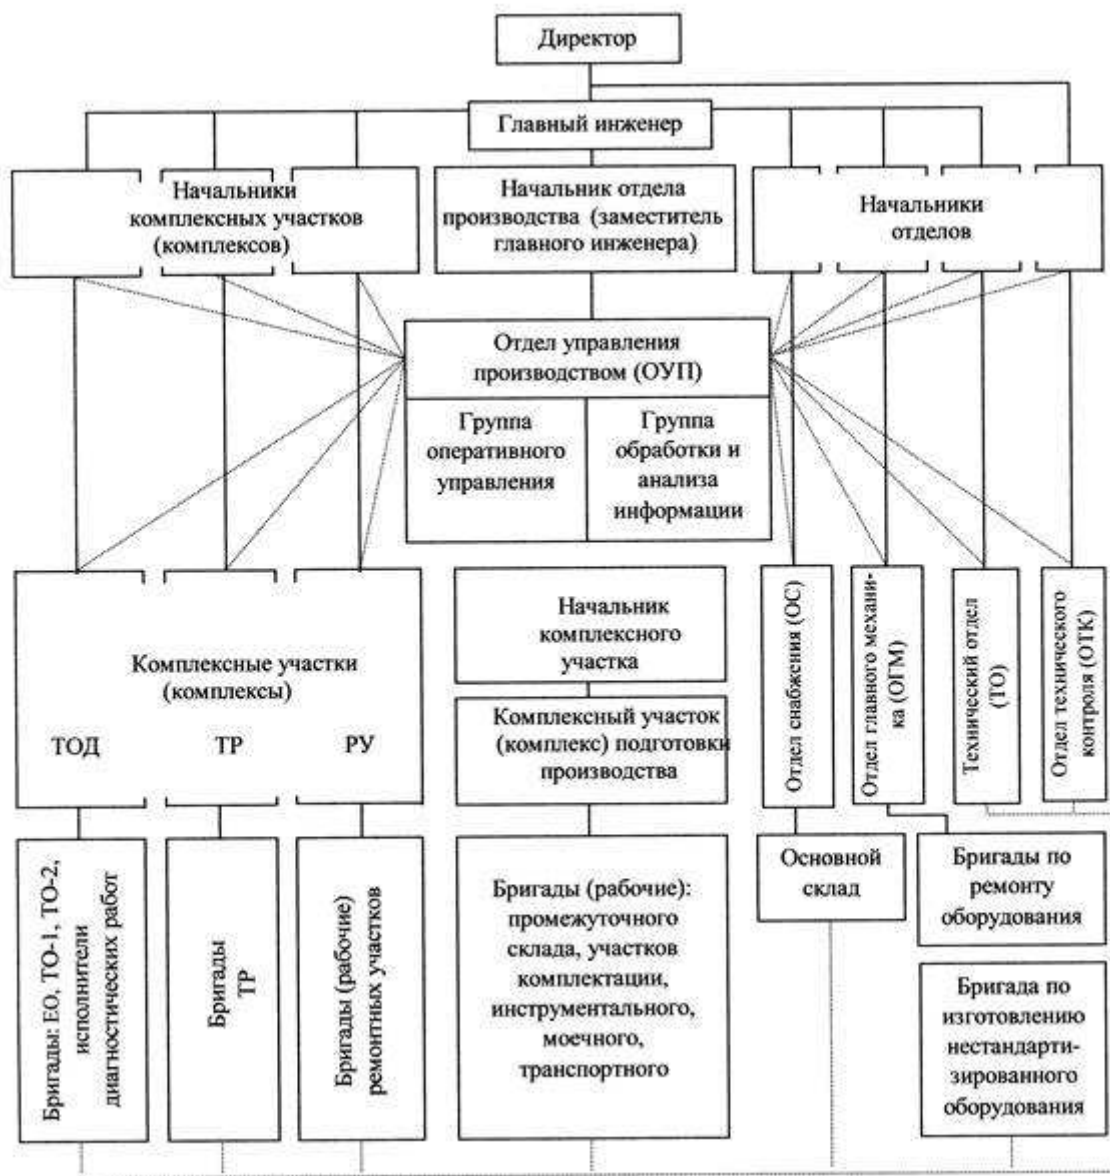 Директор
Главный инженер
Начальники
комплексных участков
(комплексов)
Начальник отдела
производства (заместитель
главного инженера)
Начальники
отделов
Отдел управления
производством (ОУП)
Группа
оперативного
управления
Группа
обработки и
анализа
информации
Комплексные участки
(комплексы)
ТОД
ТР
РУ
Начальник
комплексного
участка
Комплексный участок
(комплекс) подготовки
производства
Отдел снабжения (ОС)
Отдел главного механи-
ка (ОГМ)
Технический отдел
(ТО)
Отдел технического
контроля (ОТК)
Бригады: ЕО, ТО-1, ТО-2,
исполнители
диагностических работ
Бригады
ТР
Бригады (рабочие)
ремонтных участков
Бригады (рабочие):
промежуточного
склада, участков
комплектации,
инструментального,
моечного,
транспортного
Основной
склад
Бригады по
ремонту
оборудования
Бригада по
изготовлению
нестандарти-
зированного
оборудования